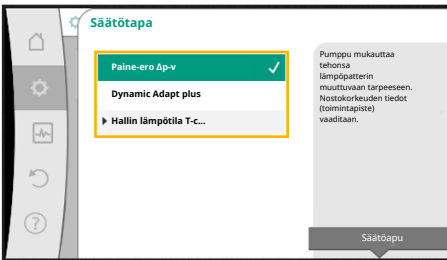 Säätötapa
Paine-ero Δp-v
Dynamic Adapt plus
Hallin lämpötila T-c...
Pumppu mukauttaa
tehonsa
lämpöpatterin
muuttuvaan tarpeeseen.
Nostokorkeuden tiedot
(toimintapiste)
vaaditaan.
Säätöapu